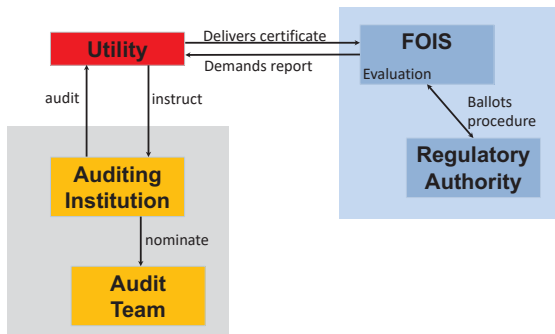 Utility
Delivers certificate
Demands report
FOIS
Evaluation
audit
instruct
Ballots
procedure
Auditing
Institution
Regulatory
Authority
nominate
Audit
Team